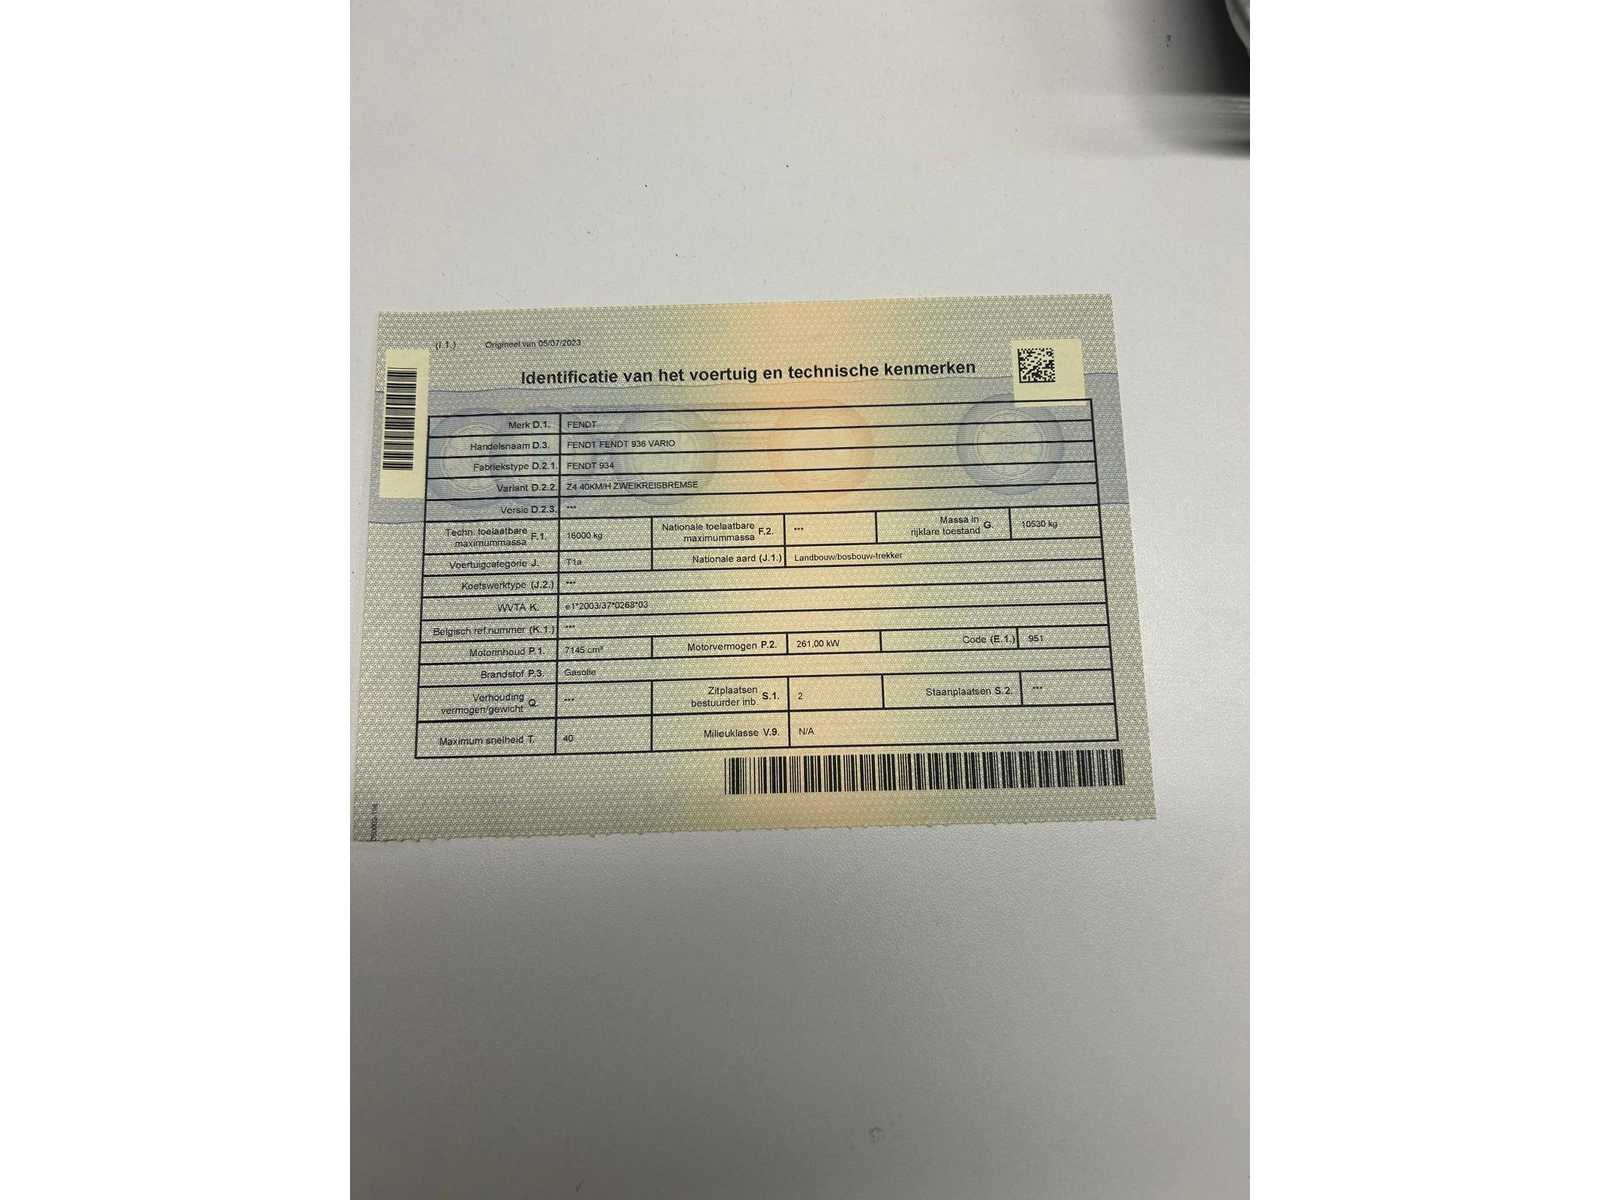 (I.1.) Origineel van 05/07/2023
Identificatie van het voertuig en technische kenmerken
Merk D.1. FENDT
Handelsnaam D.3. FENDT FENDT 936 VARIO
Fabriekstype D.2.1. FENDT 934
Variant D.2.2. Z4 40KM/H ZWEIKREISBREMSE
Versie D.2.3. ***
Techn. toelaatbare maximummassa F.1. 16000 kg Nationale toelaatbare maximummassa F.2. *** Massa in rijklare toestand G. 10530 kg
Voertuigcategorie J. T1a Nationale aard (J.1.) Landbouw/bosbouw-trekker
Koetswerktype (J.2.) ***
WVTA K. e1*2003/37*0268*03
Belgisch ref.nummer (K.1.) ***
Motorinhoud P.1. 7145 cm³ Motorvermogen P.2. 261,00 kW Code (E.1.) 951
Brandstof P.3. Gasolie
Verhouding vermogen/gewicht Q. *** Zitplaatsen bestuurder inb. S.1. 2 Staanplaatsen S.2. ***
Maximum snelheid T. 40 Milieuklasse V.9. N/A